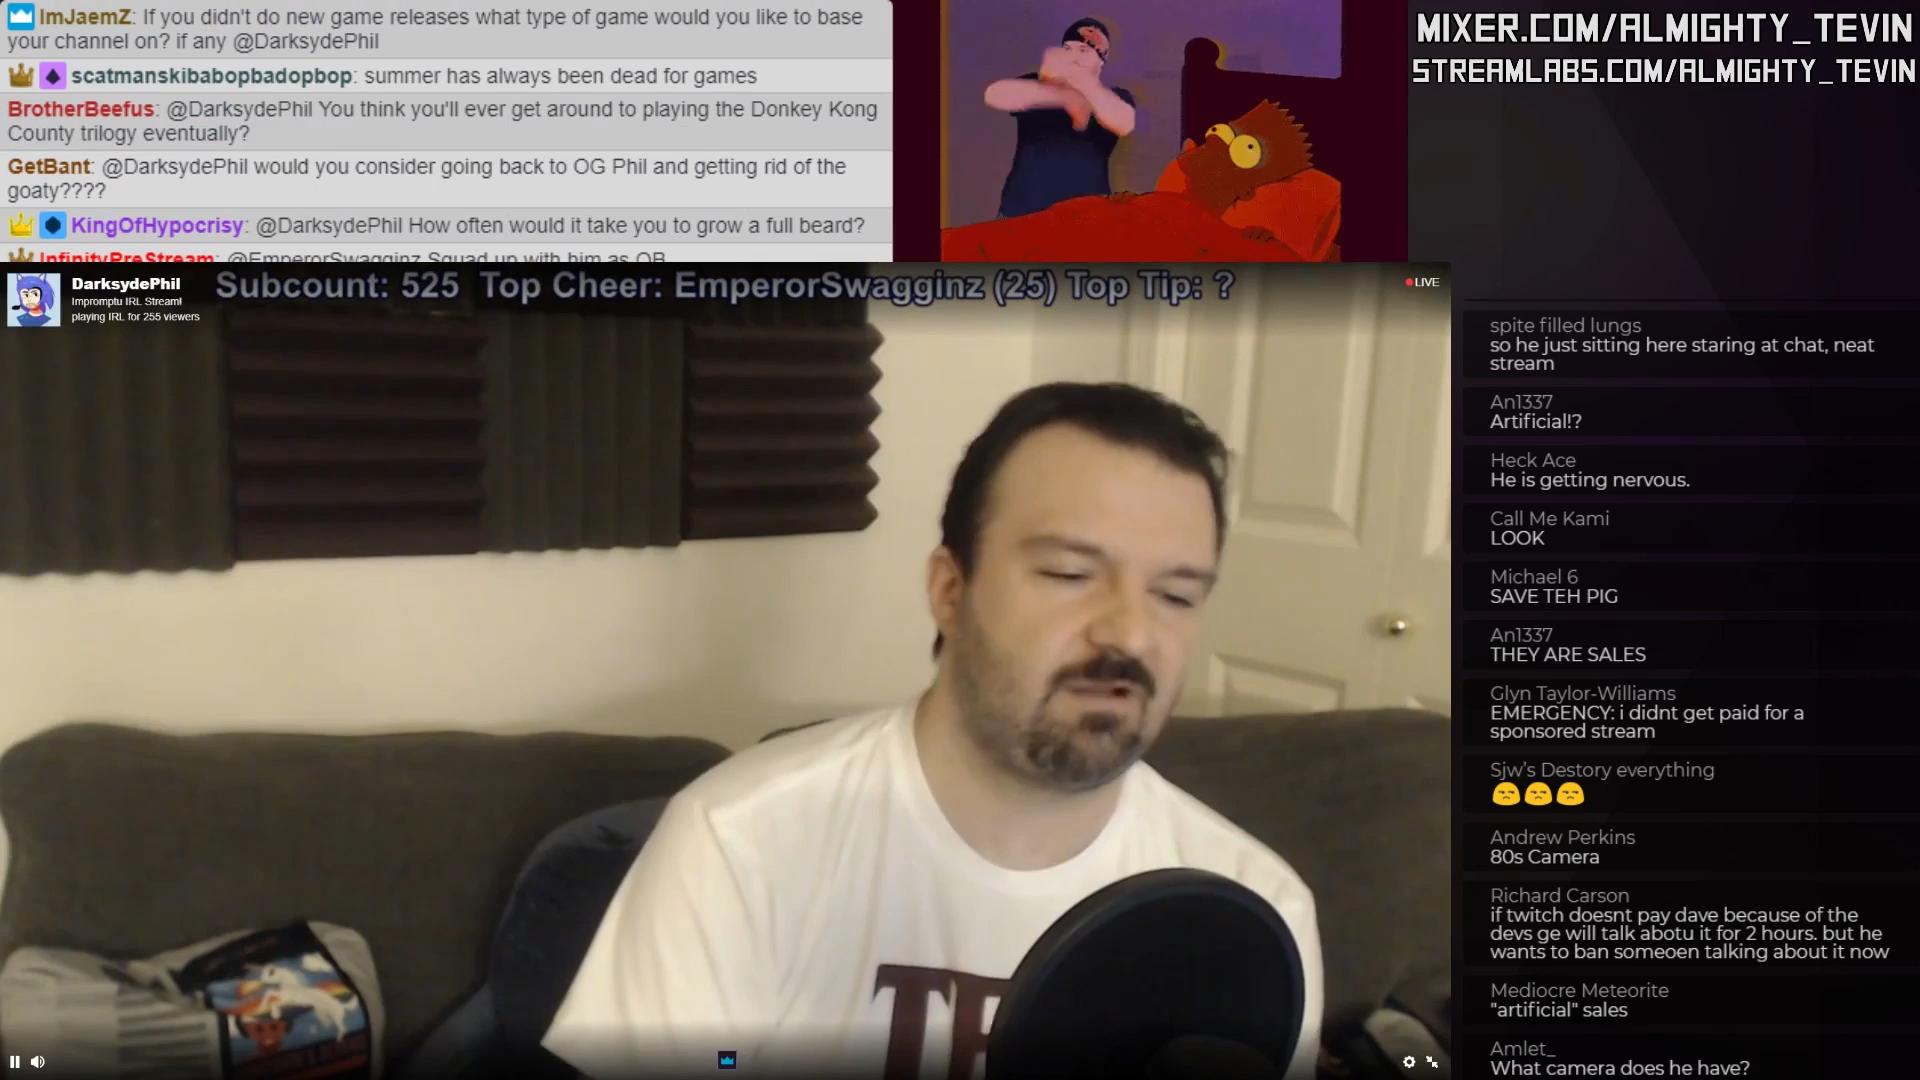 ImJaemZ: If you didn't do new game releases what type of game would you like to base
your channel on? if any @DarksydePhil
scatmanskibabopbadopbop: summer has always been dead for games
BrotherBeefus: @DarksydePhil You think you'll ever get around to playing the Donkey Kong
County trilogy eventually?
GetBant: @DarksydePhil would you consider going back to OG Phil and getting rid of the
goaty????
KingOfHypocrisy: @DarksydePhil How often would it take you to grow a full beard?
InfinityPreStream: @EmperorSwagginz Squad up with him as OB
MIXER.COM/ALMIGHTY_TEVIN
STREAMLABS.COM/ALMIGHTY_TEVIN
DarksydePhil
Impromptu IRL Stream!
playing IRL for 255 viewers
Subcount: 525 Top Cheer: EmperorSwagginz (25) Top Tip: ?
LIVE
TE
spite filled lungs
so he just sitting here staring at chat, neat
stream
An1337
Artificial!?
Heck Ace
He is getting nervous.
Call Me Kami
LOOK
Michael 6
SAVE TEH PIG
An1337
THEY ARE SALES
Glyn Taylor-Williams
EMERGENCY: i didnt get paid for a
sponsored stream
Sjw's Destory everything
Andrew Perkins
80s Camera
Richard Carson
if twitch doesnt pay dave because of the
devs ge will talk abotu it for 2 hours. but he
wants to ban someoen talking about it now
Mediocre Meteorite
"artificial" sales
Amlet_
What camera does he have?